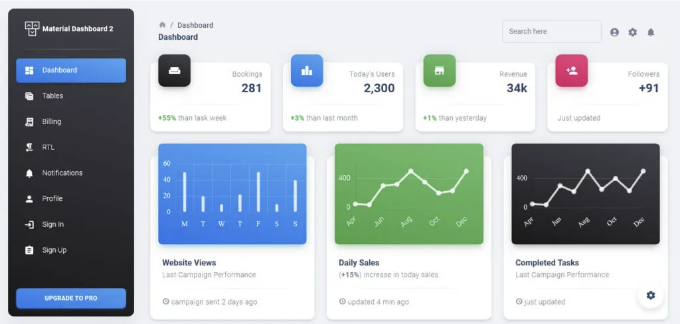 Material Dashboard 2
Dashboard
Tables
Billing
RTL
Notifications
Profile
Sign In
Sign Up
UPGRADE TO PRO
/ Dashboard
Dashboard
Search here
Bookings
281
+55% than lask week
Today's Users
2,300
+3% than last month
Revenue
34k
+1% than yesterday
Followers
+91
Just updated
60
40
20
0
M T W T F S S
Website Views
Last Campaign Performance
campaign sent 2 days ago
400
0
Apr Jun Aug Oct Dec
Daily Sales
(+15%) increase in today sales.
updated 4 min ago
400
0
Apr Jun Aug Oct Dec
Completed Tasks
Last Campaign Performance
just updated